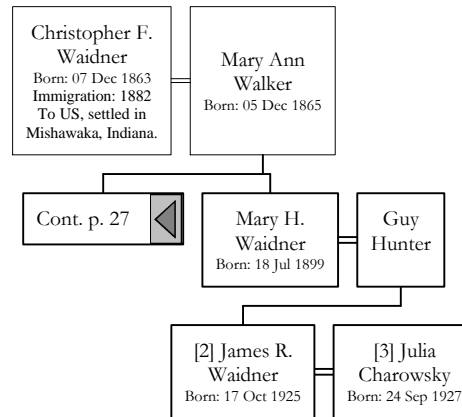 Christopher F.
Waidner
Born: 07 Dec 1863
Immigration: 1882
To US, settled in
Mishawaka, Indiana.
Mary Ann
Walker
Born: 05 Dec 1865
Cont. p. 27
Mary H.
Waidner
Born: 18 Jul 1899
Guy
Hunter
[2] James R.
Waidner
Born: 17 Oct 1925
[3] Julia
Charowsky
Born: 24 Sep 1927